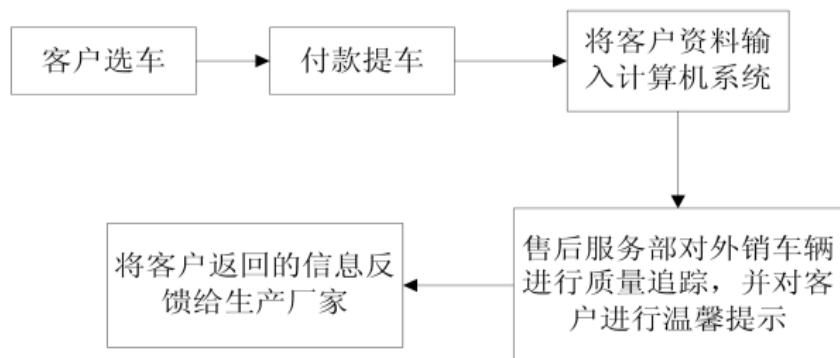 客户选车
付款提车
将客户资料输
入计算机系统
售后服务部对外销车辆
进行质量追踪，并对客
户进行温馨提示
将客户返回的信息反
馈给生产厂家